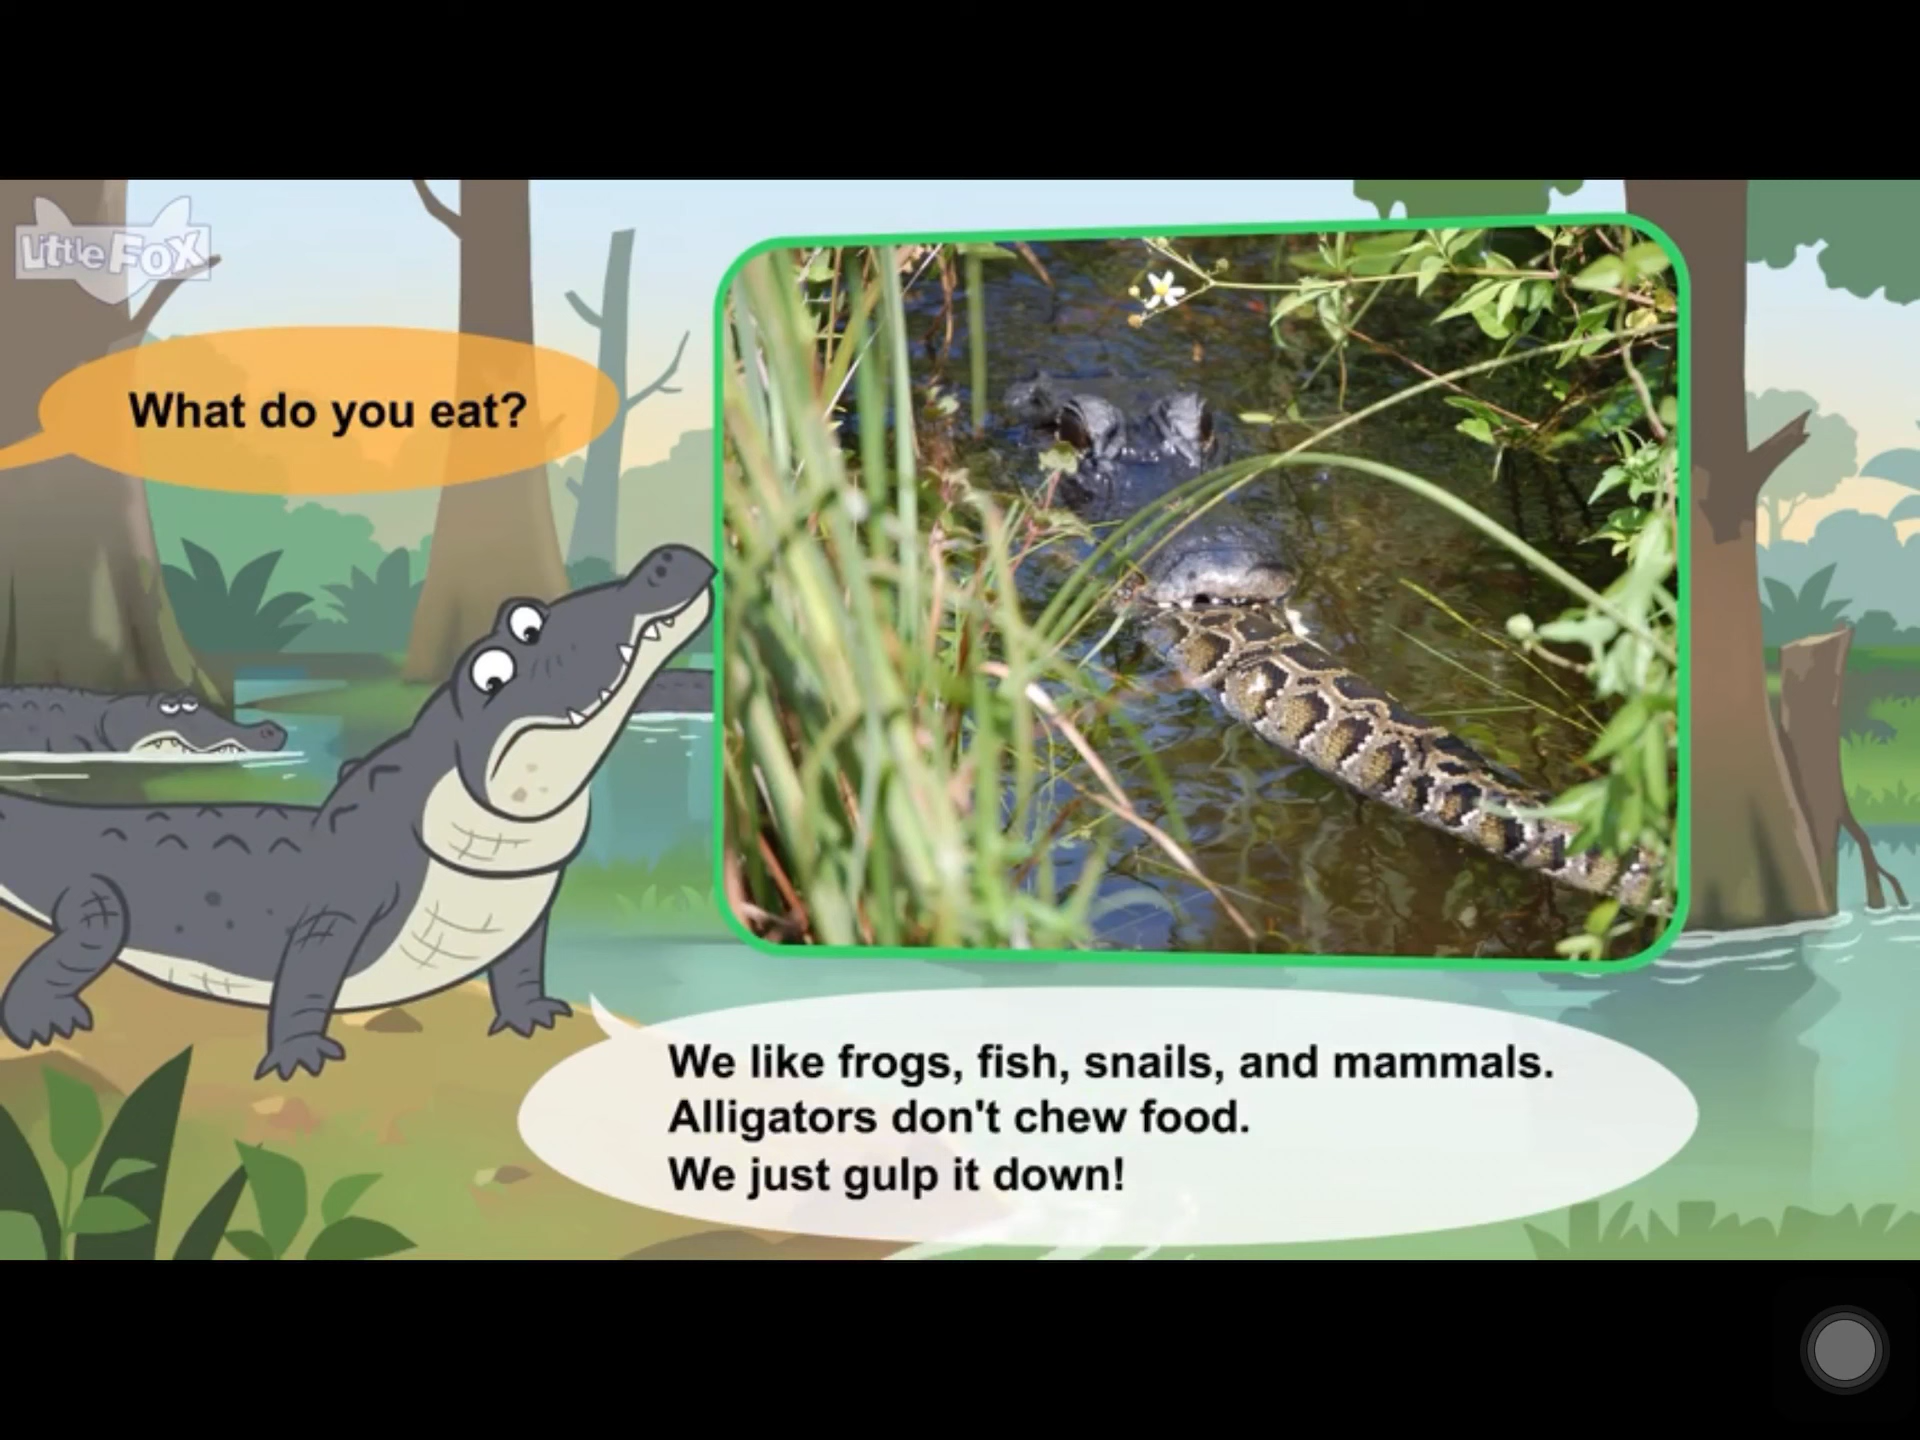 Little Fox
What do you eat?
We like frogs, fish, snails, and mammals.
Alligators don't chew food.
We just gulp it down!